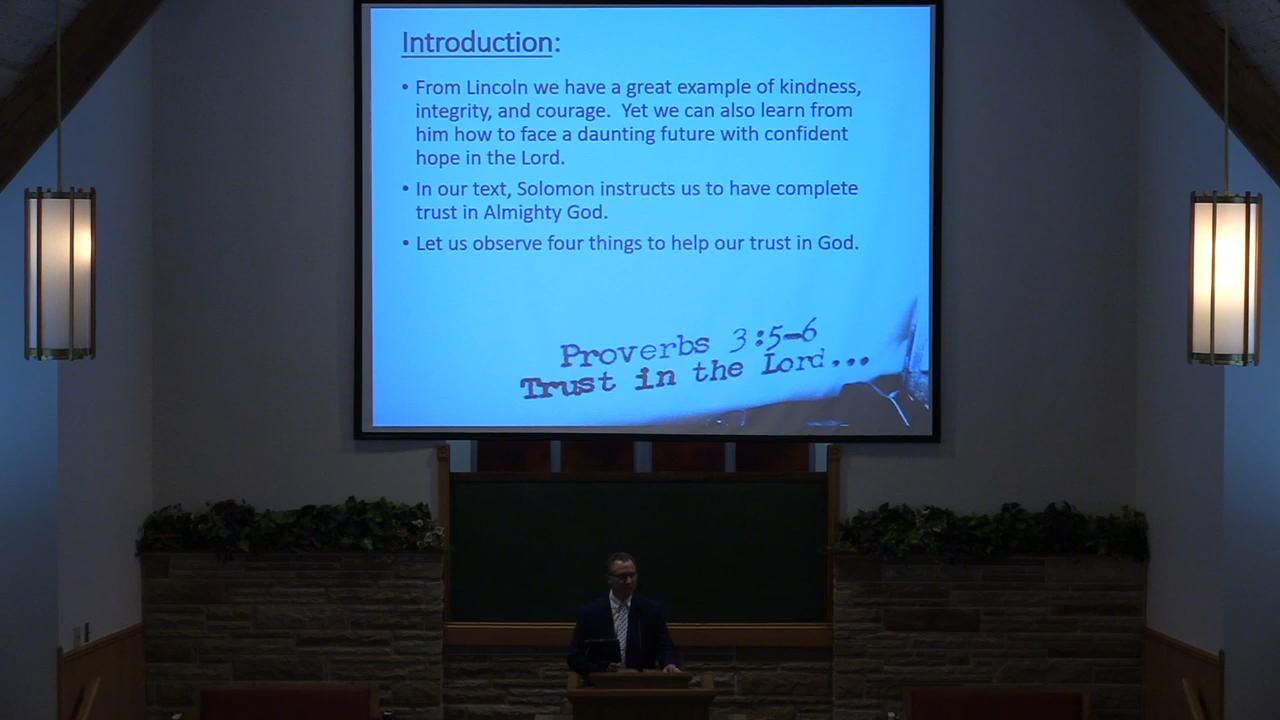 Introduction:
• From Lincoln we have a great example of kindness,
integrity, and courage.  Yet we can also learn from
him how to face a daunting future with confident
hope in the Lord.
• In our text, Solomon instructs us to have complete
trust in Almighty God.
• Let us observe four things to help our trust in God.
Proverbs 3:5-6
Trust in the Lord...